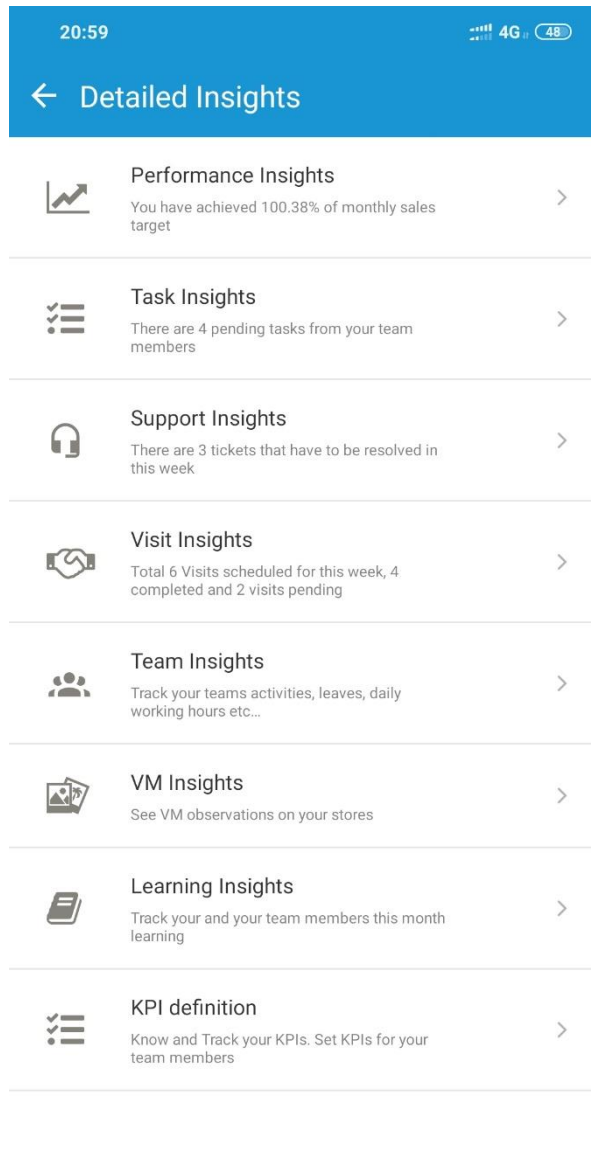 20:59 4G 48
Detailed Insights
Performance Insights
You have achieved 100.38% of monthly sales
target
Task Insights
There are 4 pending tasks from your team
members
Support Insights
There are 3 tickets that have to be resolved in
this week
Visit Insights
Total 6 Visits scheduled for this week, 4
completed and 2 visits pending
Team Insights
Track your teams activities, leaves, daily
working hours etc...
VM Insights
See VM observations on your stores
Learning Insights
Track your and your team members this month
learning
KPI definition
Know and Track your KPIs. Set KPIs for your
team members